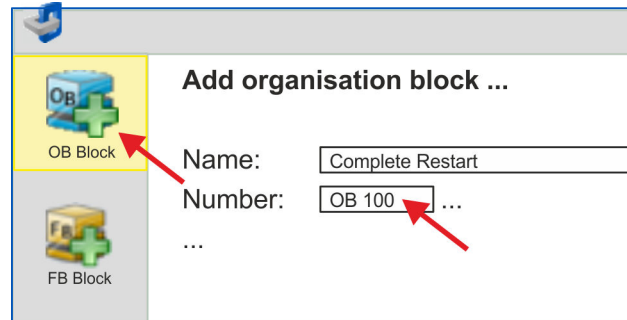 Add organisation block ...
OB
OB Block
Name: Complete Restart
Number: OB 100 ...
...
FB
FB Block